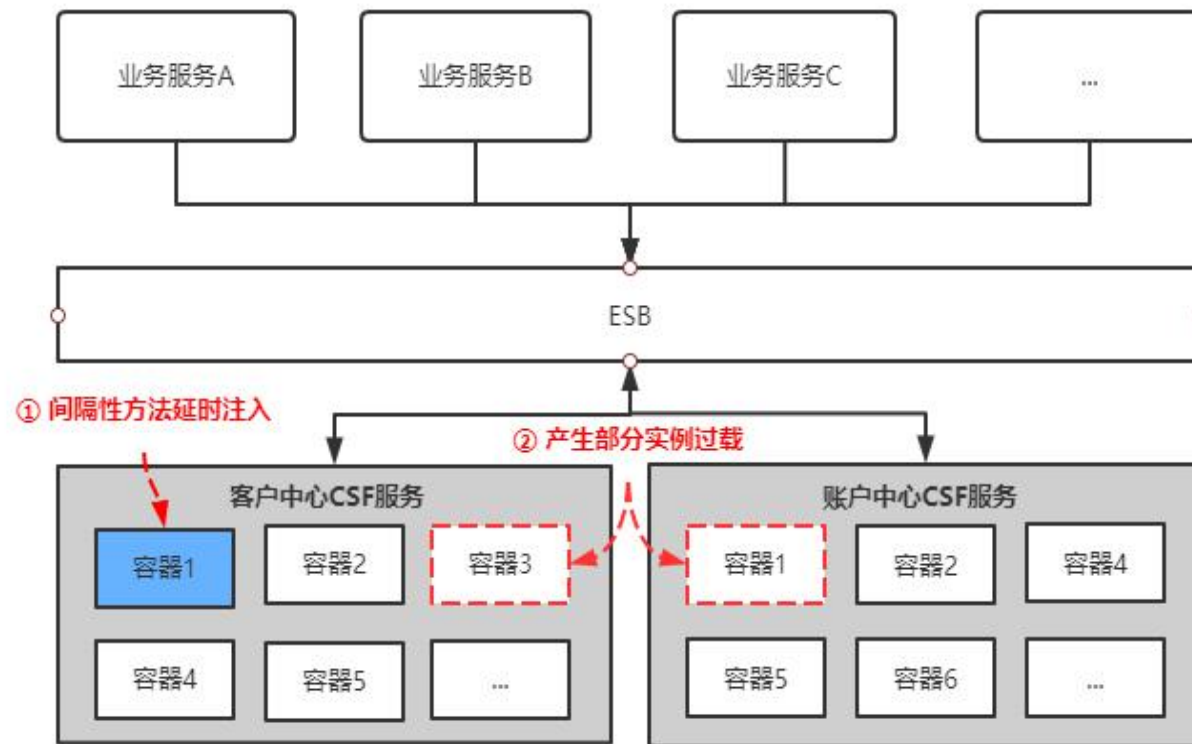 业务服务A
业务服务B
业务服务C
...
ESB
① 间隔性方法延时注入
② 产生部分实例过载
客户中心CSF服务
容器1
容器2
容器3
容器4
容器5
...
账户中心CSF服务
容器1
容器2
容器4
容器5
容器6
...